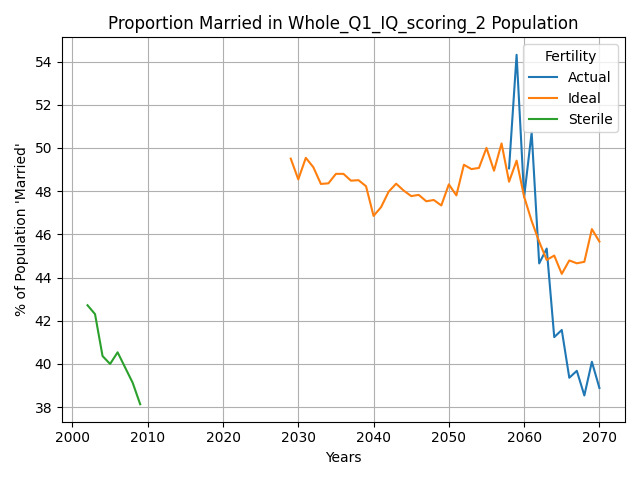 Proportion Married in Whole_Q1_IQ_scoring_2 Population
% of Population 'Married'
54
52
50
48
46
44
42
40
38
Fertility
Actual
Ideal
Sterile
2000 2010 2020 2030 2040 2050 2060 2070
Years